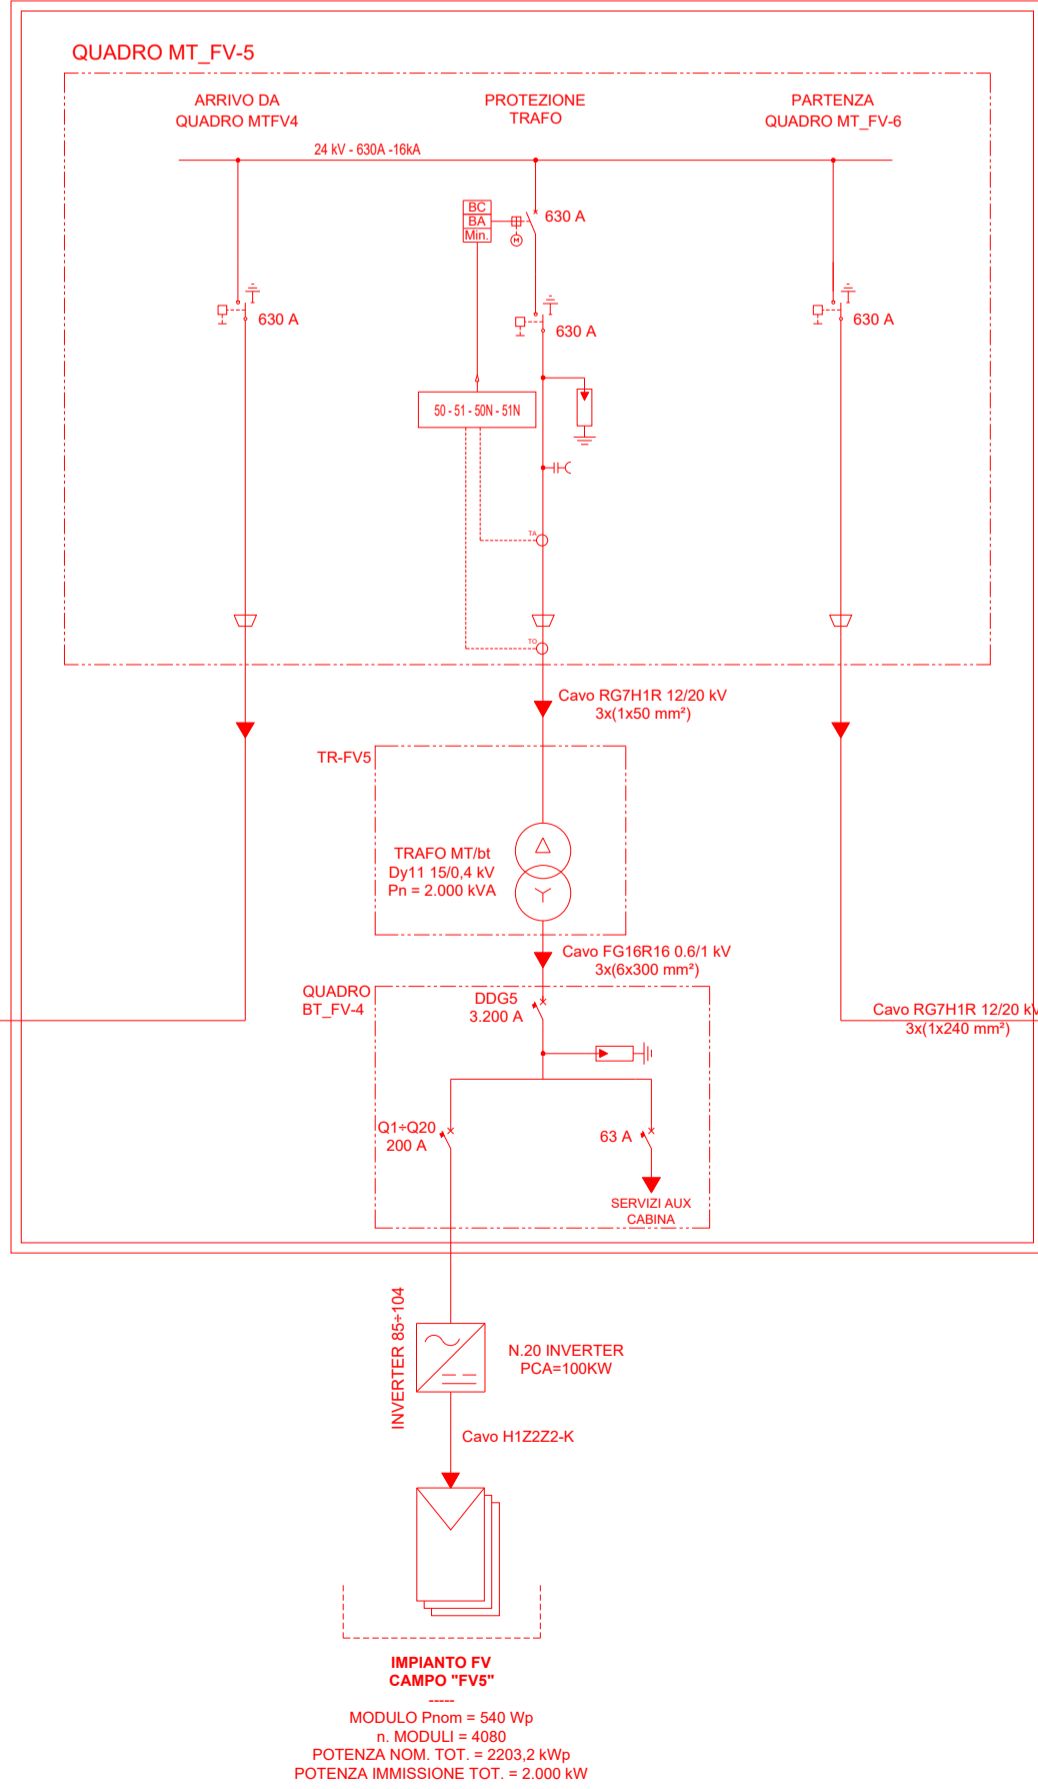 QUADRO MT_FV-5
ARRIVO DA
QUADRO MTFV4
PROTEZIONE
TRAFO
PARTENZA
QUADRO MT_FV-6
24 kV - 630A -16kA
BC
BA
Min.
M
630 A
630 A
630 A
630 A
50 - 51 - 50N - 51N
TA
TO
Cavo RG7H1R 12/20 kV
3x(1x50 mm²)
TR-FV5
TRAFO MT/bt
Dy11 15/0,4 kV
Pn = 2.000 kVA
Cavo FG16R16 0.6/1 kV
3x(6x300 mm²)
QUADRO
BT_FV-4
DDG5
3.200 A
Cavo RG7H1R 12/20 kV
3x(1x240 mm²)
Q1÷Q20
200 A
63 A
SERVIZI AUX
CABINA
INVERTER 85÷104
N.20 INVERTER
PCA=100KW
Cavo H1Z2Z2-K
IMPIANTO FV
CAMPO "FV5"
-----
MODULO Pnom = 540 Wp
n. MODULI = 4080
POTENZA NOM. TOT. = 2203,2 kWp
POTENZA IMMISSIONE TOT. = 2.000 kW